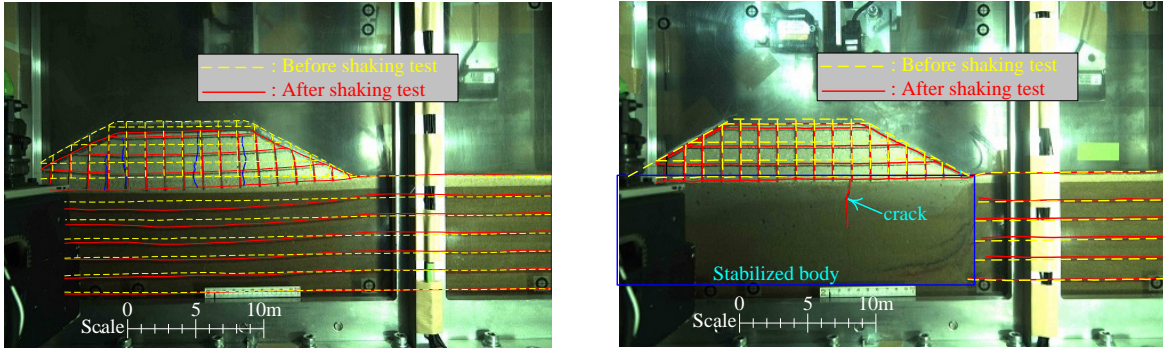 : Before shaking test
: After shaking test
0 5 10m
Scale
: Before shaking test
: After shaking test
crack
Stabilized body
0 5 10m
Scale